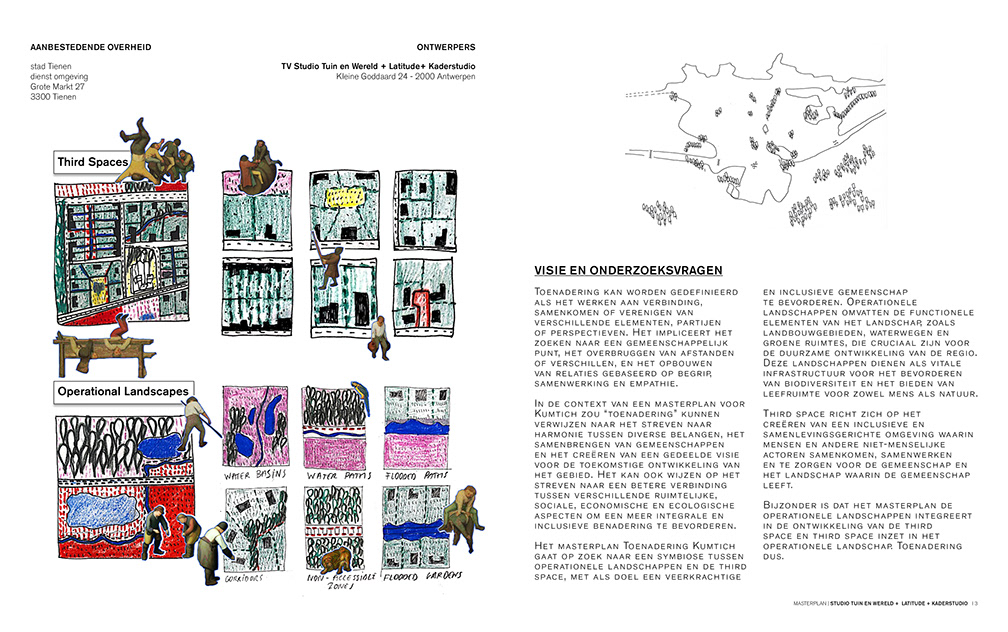 AANBESTEDENDE OVERHEID
stad Tienen
dienst omgeving
Grote Markt 27
3300 Tienen
ONTWERPERS
TV Studio Tuin en Wereld + Latitude+ Kaderstudio
Kleine Goddaard 24 - 2000 Antwerpen
Third Spaces
Operational Landscapes
WATER BASINS
WATER PATHS
FLOODED PATHS
CORRIDORS
NON-ACCESSIBLE
ZONES
FLOODED GARDENS
VISIE EN ONDERZOEKSVRAGEN
Toenadering kan worden gedefinieerd
als het werken aan verbinding,
samenkomen of verenigen van
verschillende elementen, partijen
of perspectieven. Het impliceert het
zoeken naar een gemeenschappelijk
punt, het overbruggen van afstanden
of verschillen, en het opbouwen
van relaties gebaseerd op begrip,
samenwerking en empathie.
In de context van een masterplan voor
Kumtich zou "toenadering" kunnen
verwijzen naar het streven naar
harmonie tussen diverse belangen, het
samenbrengen van gemeenschappen
en het creëren van een gedeelde visie
voor de toekomstige ontwikkeling van
het gebied. Het kan ook wijzen op het
streven naar een betere verbinding
tussen verschillende ruimtelijke,
sociale, economische en ecologische
aspecten om een meer integrale en
inclusieve benadering te bevorderen.
Het masterplan Toenadering Kumtich
gaat op zoek naar een symbiose tussen
operationele landschappen en de third
space, met als doel een veerkrachtige
en inclusieve gemeenschap
te bevorderen. Operationele
landschappen omvatten de functionele
elementen van het landschap, zoals
landbouwgebieden, waterwegen en
groene ruimtes, die cruciaal zijn voor
de duurzame ontwikkeling van de regio.
Deze landschappen dienen als vitale
infrastructuur voor het bevorderen
van biodiversiteit en het bieden van
leefruimte voor zowel mens als natuur.
Third space richt zich op het
creëren van een inclusieve en
samenlevingsgerichte omgeving waarin
mensen en andere niet-menselijke
actoren samenkomen, samenwerken
en te zorgen voor de gemeenschap en
het landschap waarin de gemeenschap
leeft.
Bijzonder is dat het masterplan de
operationele landschappen integreert
in de ontwikkeling van de third
space en third space inzet in het
operationele landschap. Toenadering
dus.
MASTERPLAN | STUDIO TUIN EN WERELD + LATITUDE + KADERSTUDIO | 3